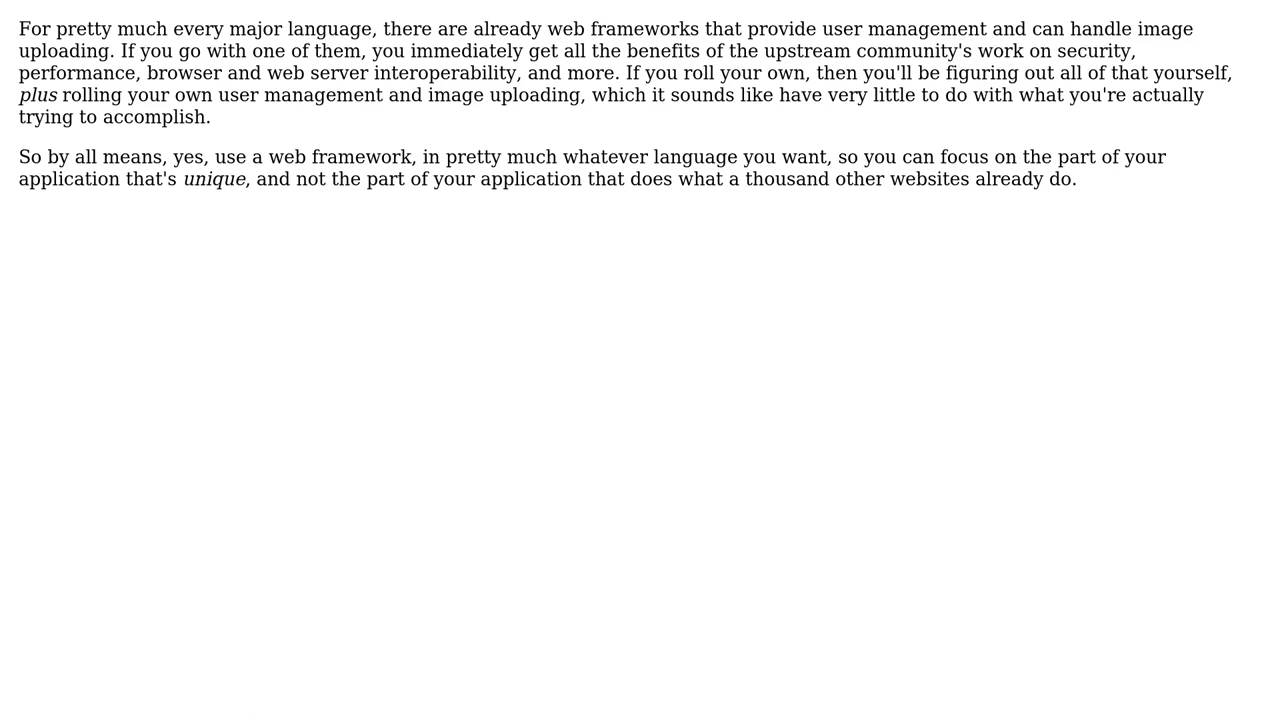 For pretty much every major language, there are already web frameworks that provide user management and can handle image
uploading. If you go with one of them, you immediately get all the benefits of the upstream community's work on security,
performance, browser and web server interoperability, and more. If you roll your own, then you'll be figuring out all of that yourself,
plus rolling your own user management and image uploading, which it sounds like have very little to do with what you're actually
trying to accomplish.
So by all means, yes, use a web framework, in pretty much whatever language you want, so you can focus on the part of your
application that's unique, and not the part of your application that does what a thousand other websites already do.